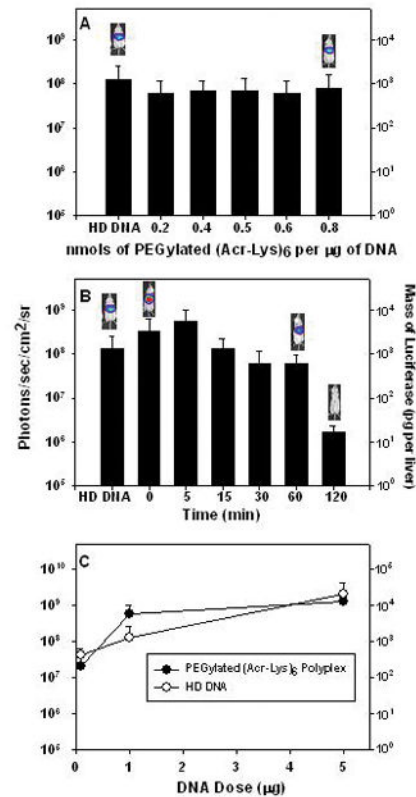 A
10⁹
10⁸
10⁷
10⁶
10⁵
10⁴
10³
10²
10¹
10⁰
HD DNA 0.2 0.4 0.5 0.6 0.8
nmols of PEGylated (Acr-Lys)₆ per µg of DNA
B
Photons/sec/cm²/sr
10⁹
10⁸
10⁷
10⁶
10⁵
Mass of Luciferase (pg per liver)
10⁴
10³
10²
10¹
10⁰
HD DNA 0 5 15 30 60 120
Time (min)
C
10¹⁰
10⁹
10⁸
10⁷
10⁶
10⁵
10⁵
10⁴
10³
10²
10¹
10⁰
PEGylated (Acr-Lys)₆ Polyplex
HD DNA
0 1 2 3 4 5
DNA Dose (µg)